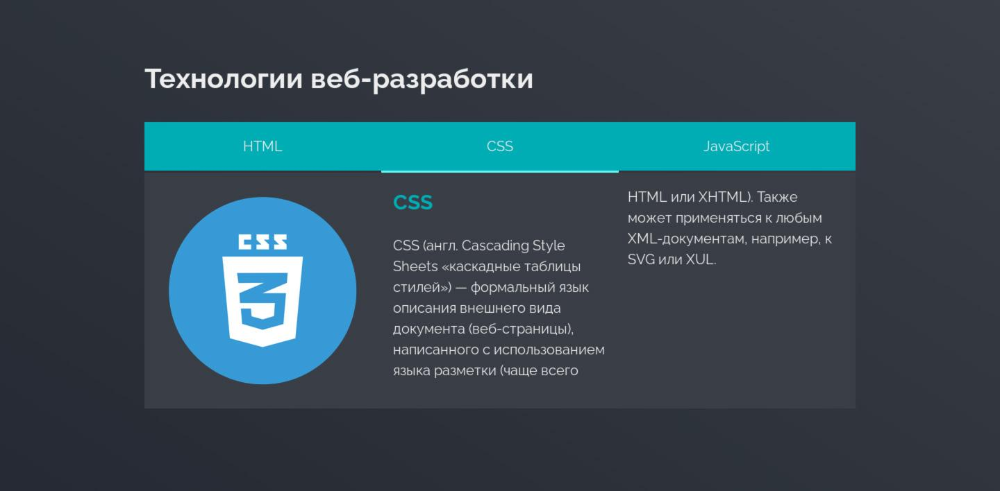 Технологии веб-разработки
HTML
CSS
JavaScript
CSS
3
CSS
CSS (англ. Cascading Style
Sheets «каскадные таблицы
стилей») — формальный язык
описания внешнего вида
документа (веб-страницы),
написанного с использованием
языка разметки (чаще всего
HTML или XHTML). Также
может применяться к любым
XML-документам, например, к
SVG или XUL.